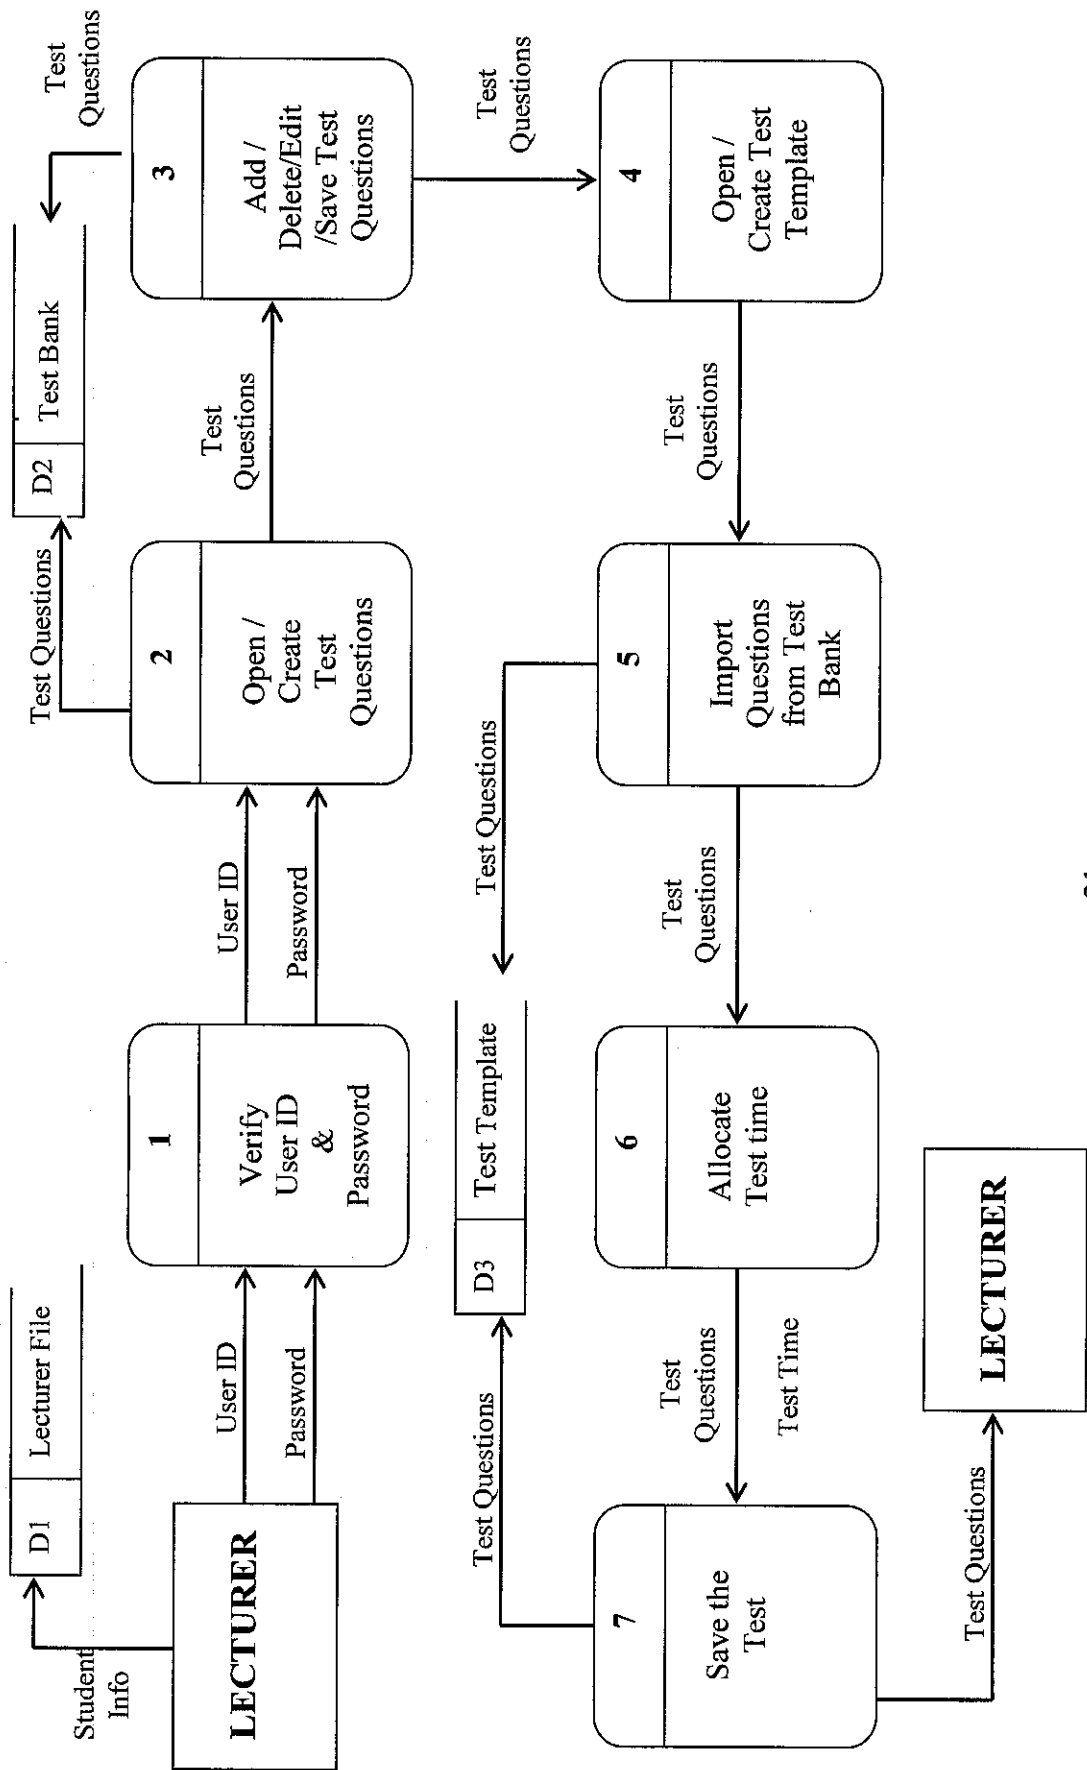 Student
Info
D1
Lecturer File
LECTURER
User ID
Password
1
Verify
User ID
&
Password
User ID
Password
Test Questions
D2
Test Bank
2
Open /
Create
Test
Questions
Test
Questions
Test
Questions
3
Add /
Delete/Edit
/Save Test
Questions
Test
Questions
4
Open /
Create Test
Template
Test
Questions
5
Import
Questions
from Test
Bank
Test Questions
D3
Test Template
Test
Questions
6
Allocate
Test time
Test
Questions
Test Time
Test Questions
7
Save the
Test
Test Questions
LECTURER